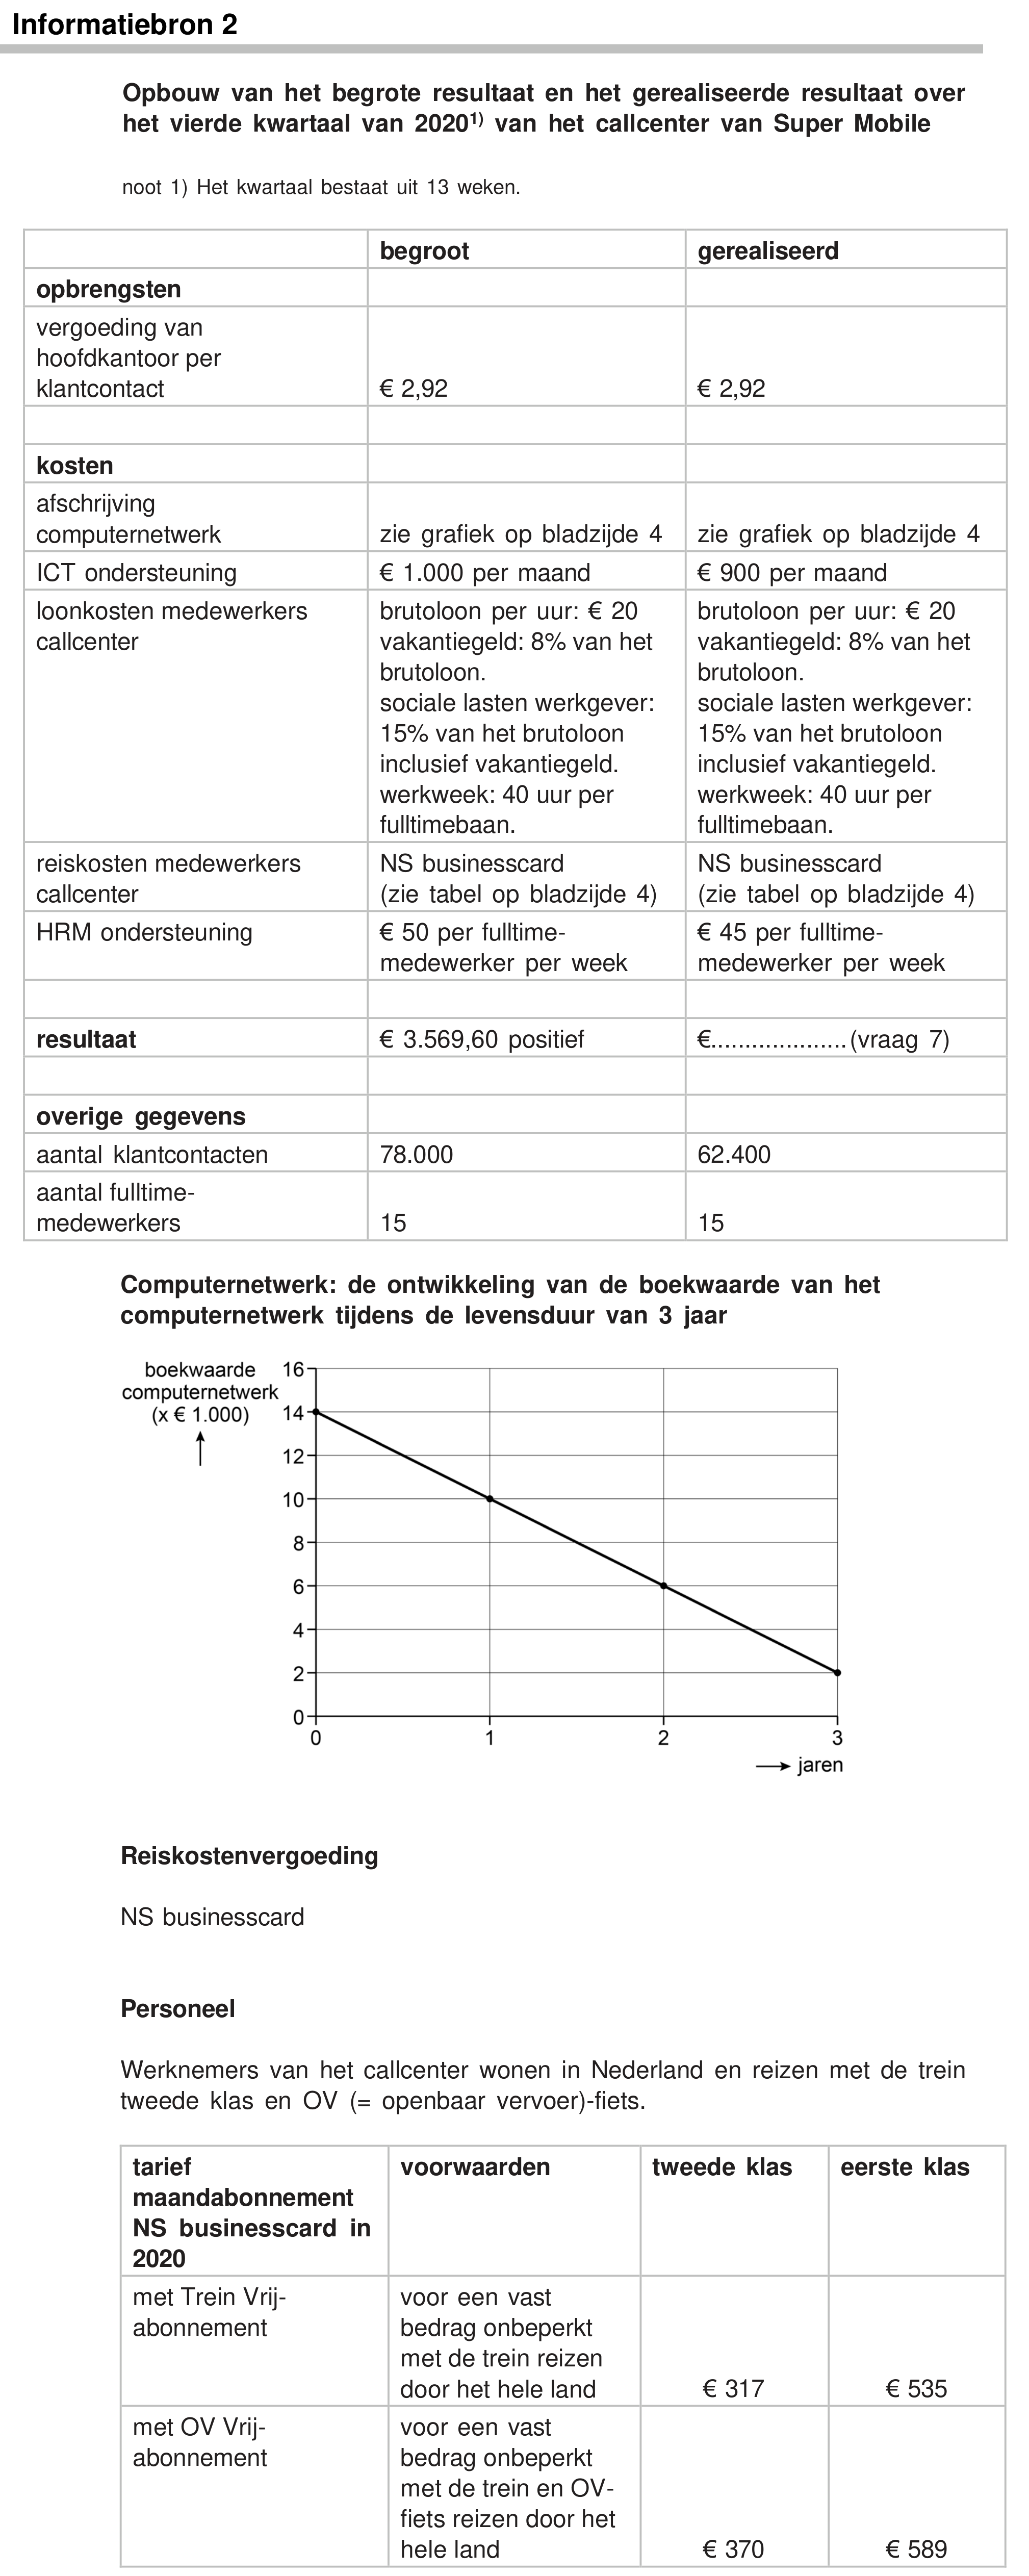 Informatiebron 2
Opbouw van het begrote resultaat en het gerealiseerde resultaat over
het vierde kwartaal van 2020¹⁾ van het callcenter van Super Mobile
noot 1) Het kwartaal bestaat uit 13 weken.
begroot gerealiseerd
opbrengsten
vergoeding van
hoofdkantoor per
klantcontact € 2,92 € 2,92
kosten
afschrijving
computernetwerk zie grafiek op bladzijde 4 zie grafiek op bladzijde 4
ICT ondersteuning € 1.000 per maand € 900 per maand
loonkosten medewerkers brutoloon per uur: € 20 brutoloon per uur: € 20
callcenter vakantiegeld: 8% van het vakantiegeld: 8% van het
brutoloon. brutoloon.
sociale lasten werkgever: sociale lasten werkgever:
15% van het brutoloon 15% van het brutoloon
inclusief vakantiegeld. inclusief vakantiegeld.
werkweek: 40 uur per werkweek: 40 uur per
fulltimebaan. fulltimebaan.
reiskosten medewerkers NS businesscard NS businesscard
callcenter (zie tabel op bladzijde 4) (zie tabel op bladzijde 4)
HRM ondersteuning € 50 per fulltime- € 45 per fulltime-
medewerker per week medewerker per week
resultaat € 3.569,60 positief €....................(vraag 7)
overige gegevens
aantal klantcontacten 78.000 62.400
aantal fulltime-
medewerkers 15 15
Computernetwerk: de ontwikkeling van de boekwaarde van het
computernetwerk tijdens de levensduur van 3 jaar
boekwaarde
computernetwerk
(x € 1.000)
16
14
12
10
8
6
4
2
0
0 1 2 3
jaren
Reiskostenvergoeding
NS businesscard
Personeel
Werknemers van het callcenter wonen in Nederland en reizen met de trein
tweede klas en OV (= openbaar vervoer)-fiets.
tarief voorwaarden tweede klas eerste klas
maandabonnement
NS businesscard in
2020
met Trein Vrij- voor een vast
abonnement bedrag onbeperkt
met de trein reizen
door het hele land € 317 € 535
met OV Vrij- voor een vast
abonnement bedrag onbeperkt
met de trein en OV-
fiets reizen door het
hele land € 370 € 589